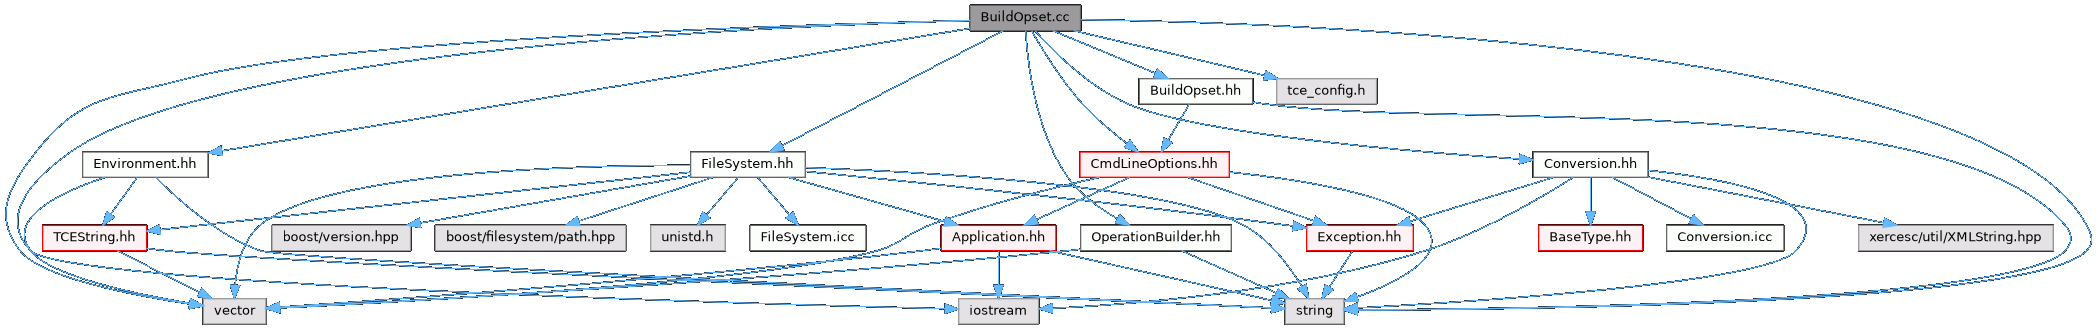 BuildOpset.cc
BuildOpset.hh
tce_config.h
Environment.hh
FileSystem.hh
CmdLineOptions.hh
Conversion.hh
TCEString.hh
boost/version.hpp
boost/filesystem/path.hpp
unistd.h
FileSystem.icc
Application.hh
OperationBuilder.hh
Exception.hh
BaseType.hh
Conversion.icc
xercesc/util/XMLString.hpp
vector
iostream
string